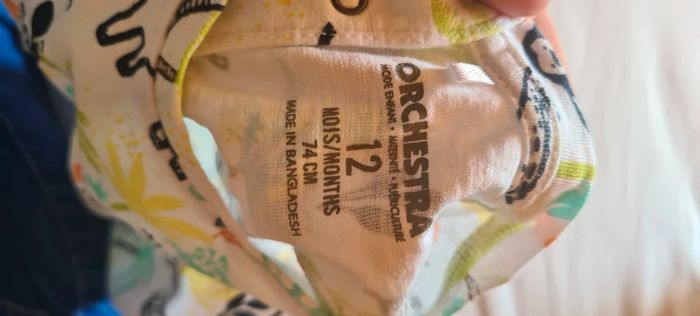 ORCHESTRA
MODE ENFANT • MATERNITÉ • PUÉRICULTURE
12
MOIS/MONTHS
74 CM
MADE IN BANGLADESH